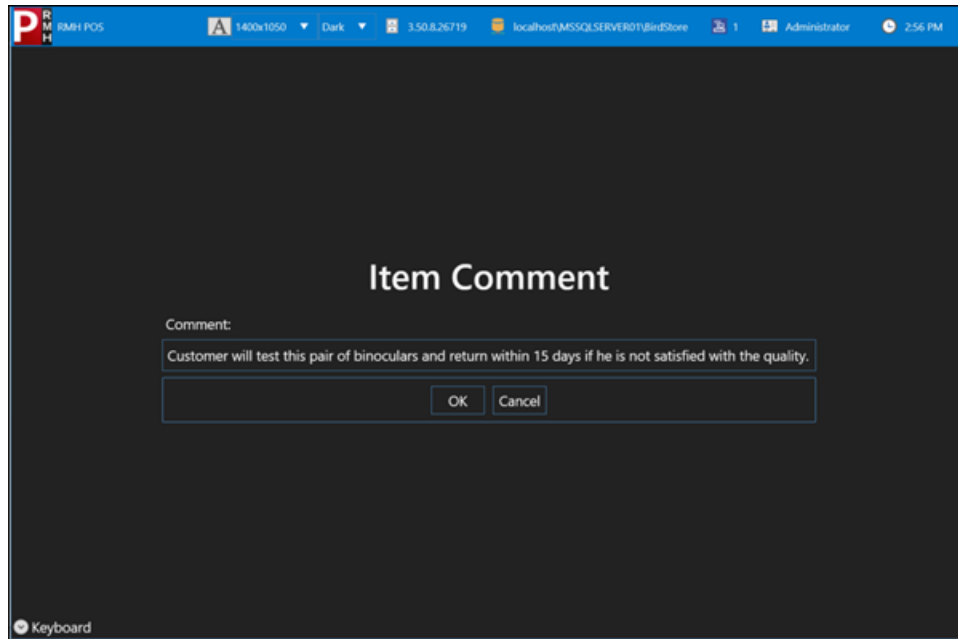 P RMH RMH POS A 1400x1050 Dark 3.50.8.26719 localhost\MSSQLSERVER01\BirdStore 1 Administrator 2:56 PM
Item Comment
Comment:
Customer will test this pair of binoculars and return within 15 days if he is not satisfied with the quality.
OK Cancel
Keyboard